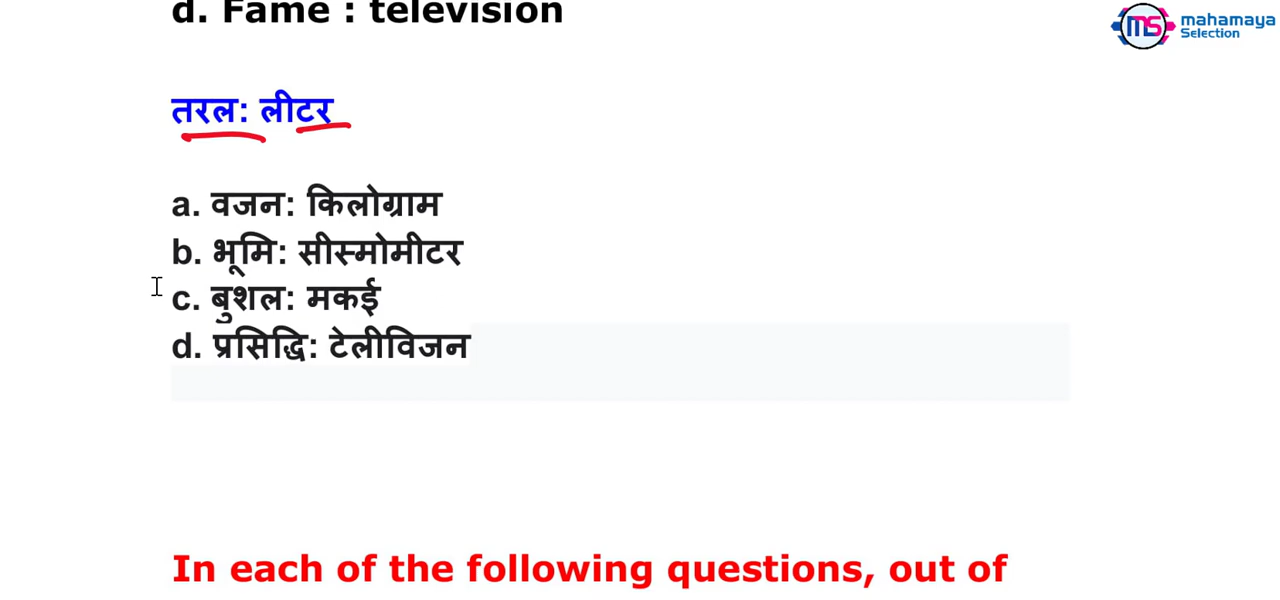 d. Fame : television
mahamaya
Selection
तरल: लीटर
a. वजन: किलोग्राम
b. भूमि: सीस्मोमीटर
c. बुशल: मकई
d. प्रसिद्धि: टेलीविजन
In each of the following questions, out of